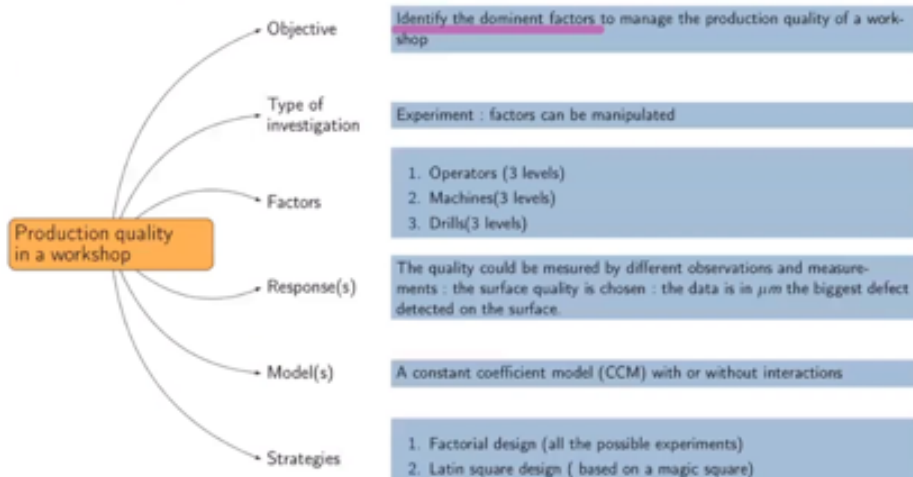 Objective
Identify the dominent factors to manage the production quality of a work-
shop
Type of
investigation
Experiment : factors can be manipulated
Factors
1. Operators (3 levels)
2. Machines(3 levels)
3. Drills(3 levels)
Production quality
in a workshop
Response(s)
The quality could be mesured by different observations and measure-
ments : the surface quality is chosen : the data is in μm the biggest defect
detected on the surface.
Model(s)
A constant coefficient model (CCM) with or without interactions
Strategies
1. Factorial design (all the possible experiments)
2. Latin square design ( based on a magic square)